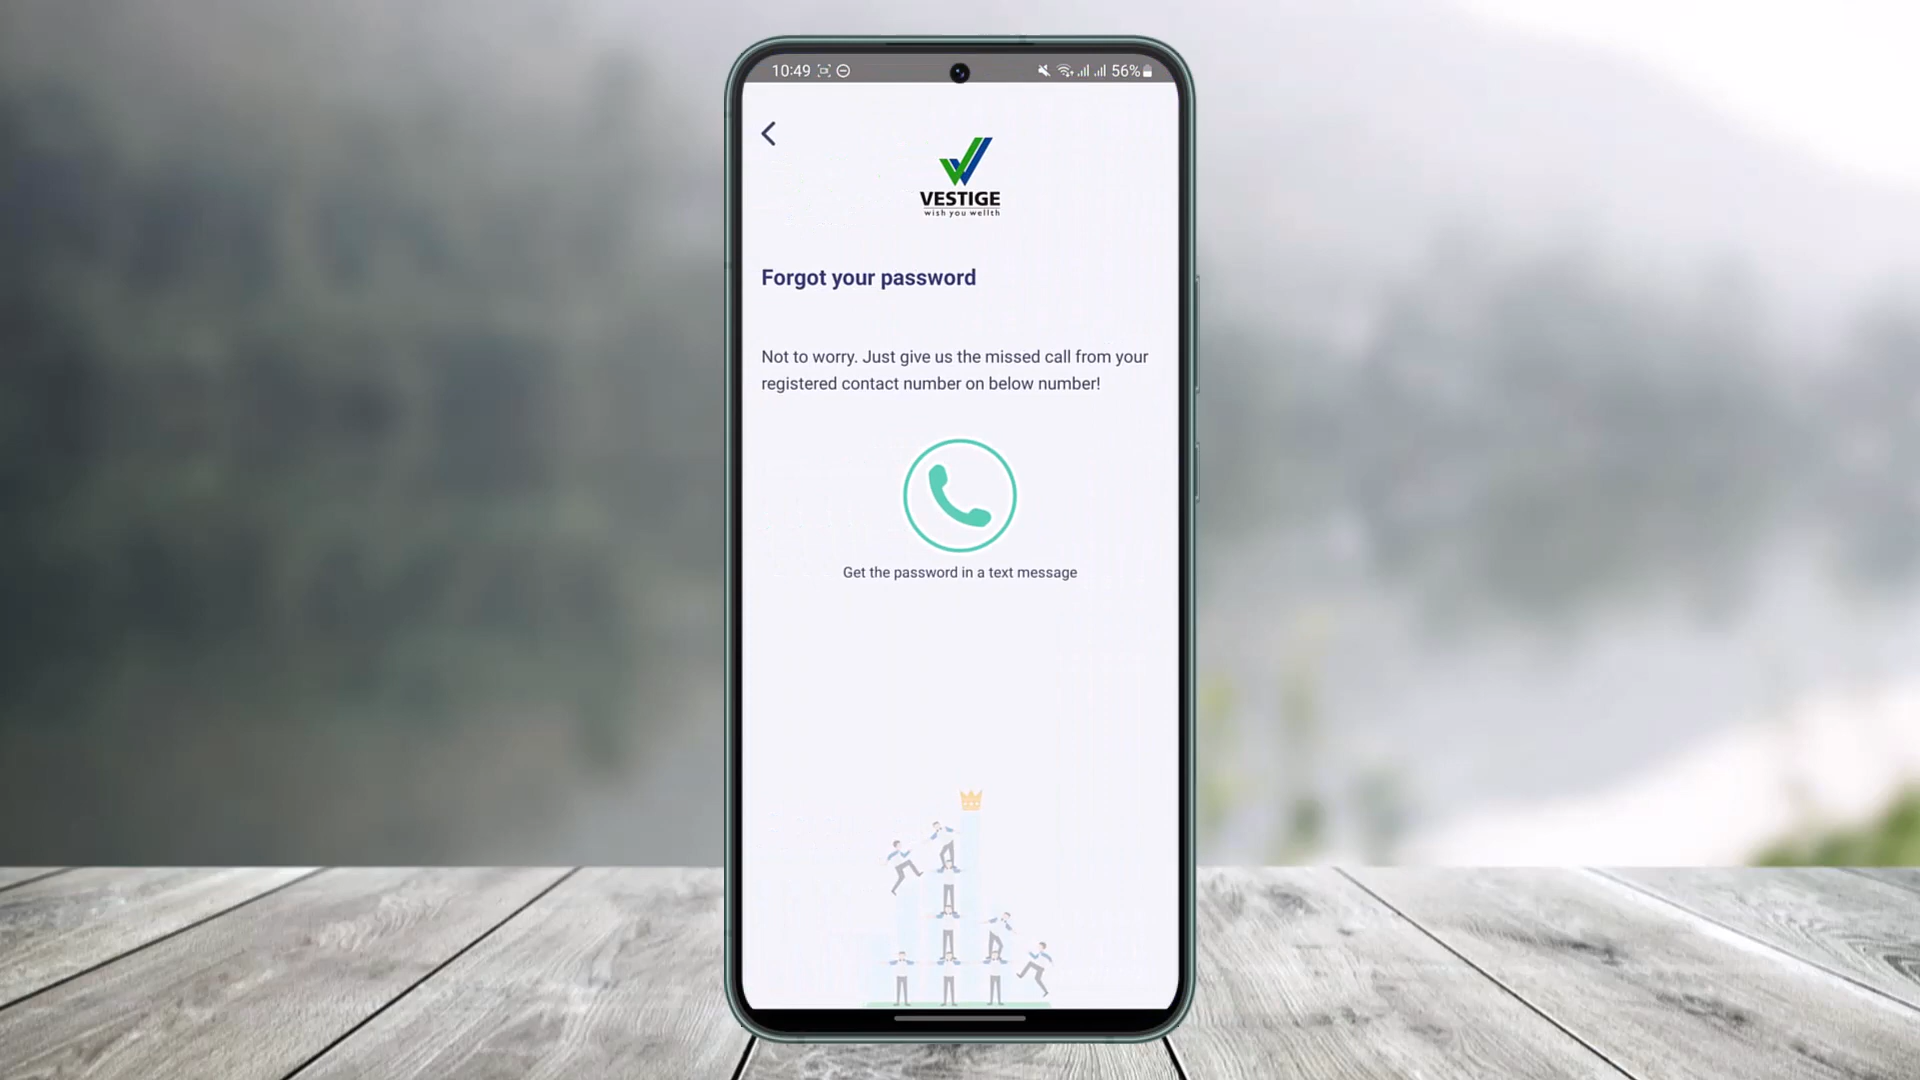 10:49
56%
VESTIGE
wish you wellth
Forgot your password
Not to worry. Just give us the missed call from your
registered contact number on below number!
Get the password in a text message